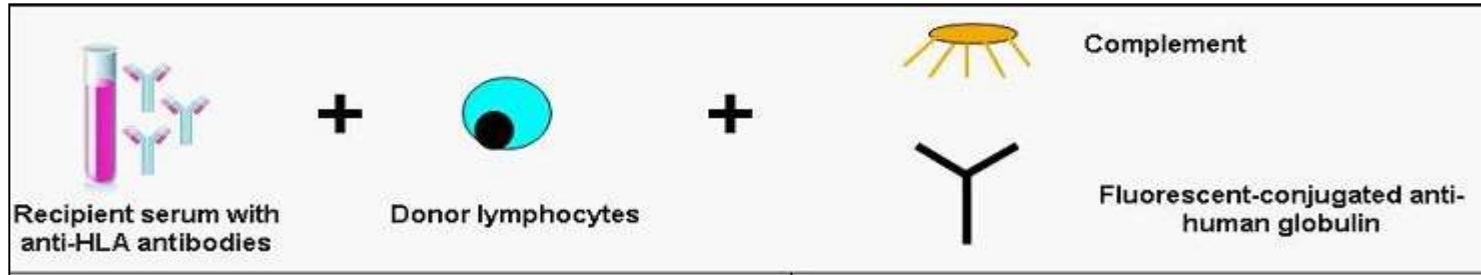 Complement
Recipient serum with
anti-HLA antibodies
Donor lymphocytes
Fluorescent-conjugated anti-
human globulin